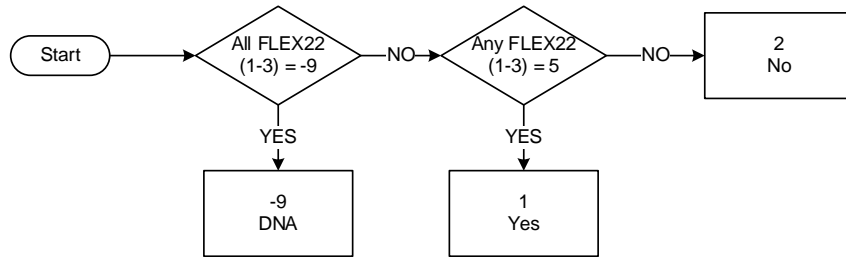 Start
All FLEX22
(1-3) = -9
NO
Any FLEX22
(1-3) = 5
NO
2
No
YES
YES
-9
DNA
1
Yes